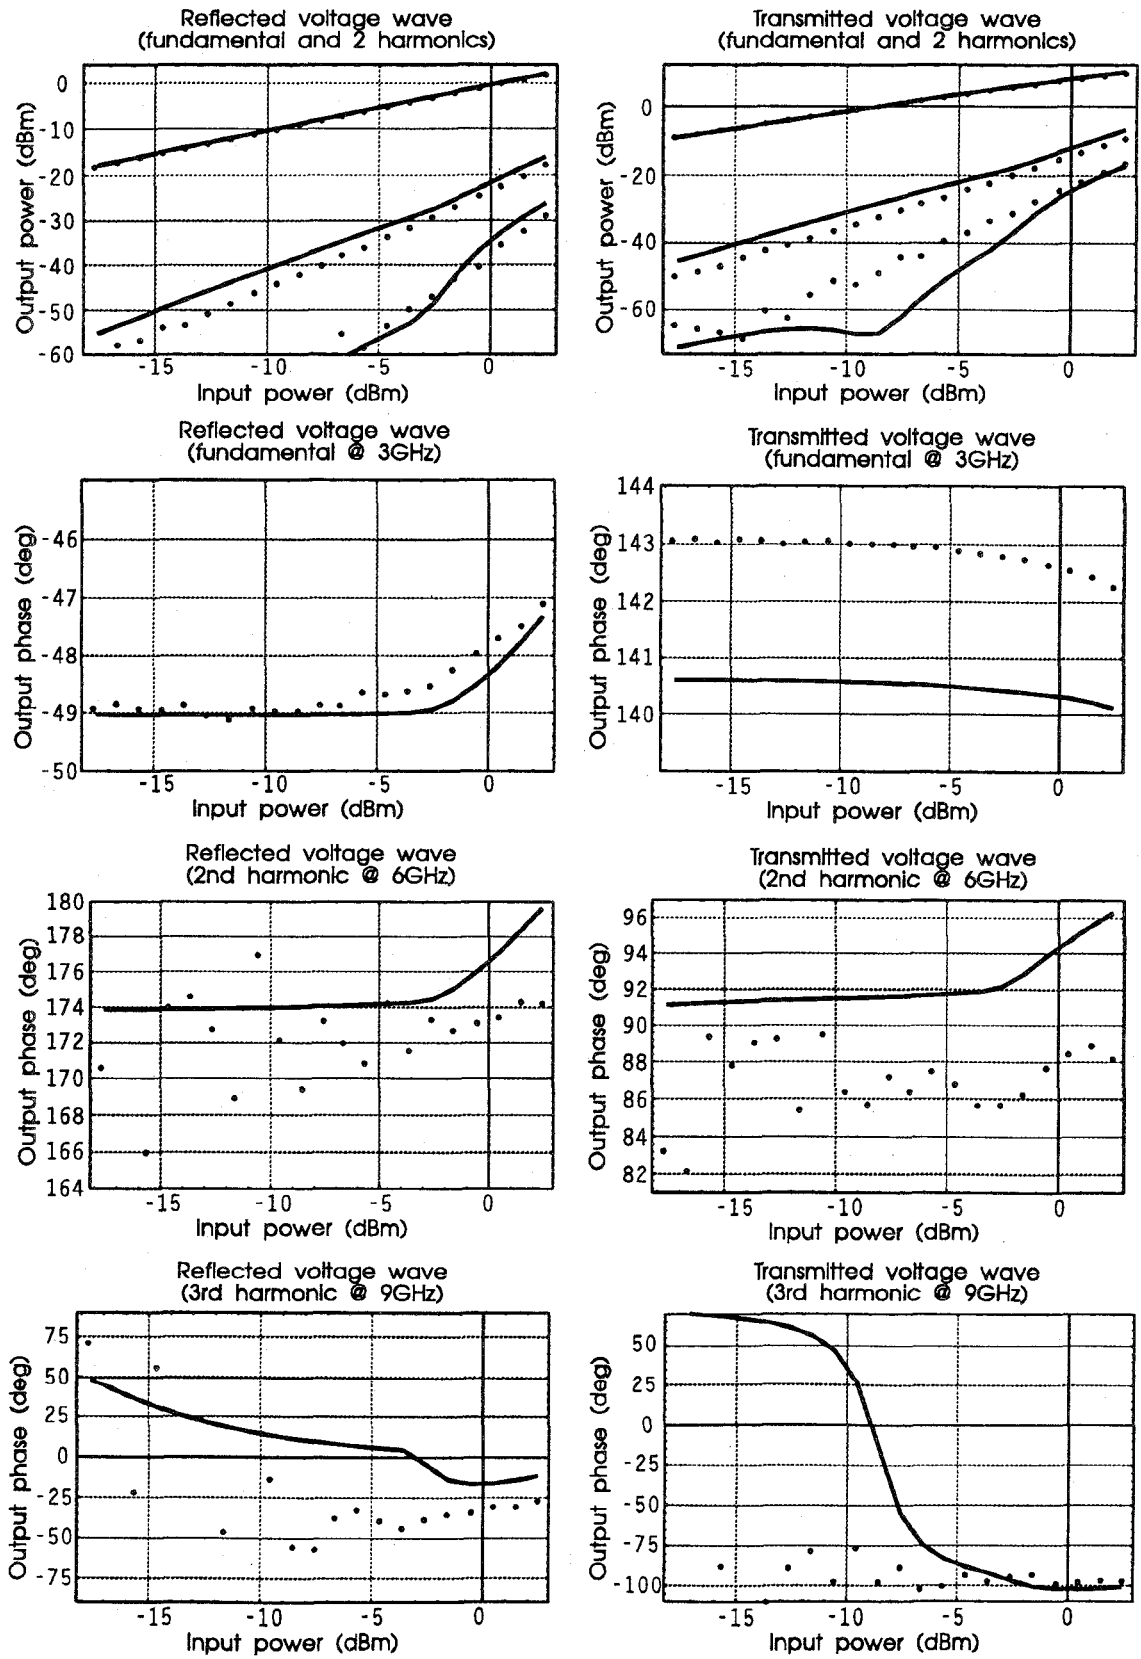 Reflected voltage wave
(fundamental and 2 harmonics)
Output power (dBm)
0
-10
-20
-30
-40
-50
-60
-15 -10 -5 0
Input power (dBm)
Transmitted voltage wave
(fundamental and 2 harmonics)
Output power (dBm)
0
-20
-40
-60
-15 -10 -5 0
Input power (dBm)
Reflected voltage wave
(fundamental @ 3GHz)
Output phase (deg)
-46
-47
-48
-49
-50
-15 -10 -5 0
Input power (dBm)
Transmitted voltage wave
(fundamental @ 3GHz)
Output phase (deg)
144
143
142
141
140
-15 -10 -5 0
Input power (dBm)
Reflected voltage wave
(2nd harmonic @ 6GHz)
Output phase (deg)
180
178
176
174
172
170
168
166
164
-15 -10 -5 0
Input power (dBm)
Transmitted voltage wave
(2nd harmonic @ 6GHz)
Output phase (deg)
96
94
92
90
88
86
84
82
-15 -10 -5 0
Input power (dBm)
Reflected voltage wave
(3rd harmonic @ 9GHz)
Output phase (deg)
75
50
25
0
-25
-50
-75
-15 -10 -5 0
Input power (dBm)
Transmitted voltage wave
(3rd harmonic @ 9GHz)
Output phase (deg)
50
25
0
-25
-50
-75
-100
-15 -10 -5 0
Input power (dBm)